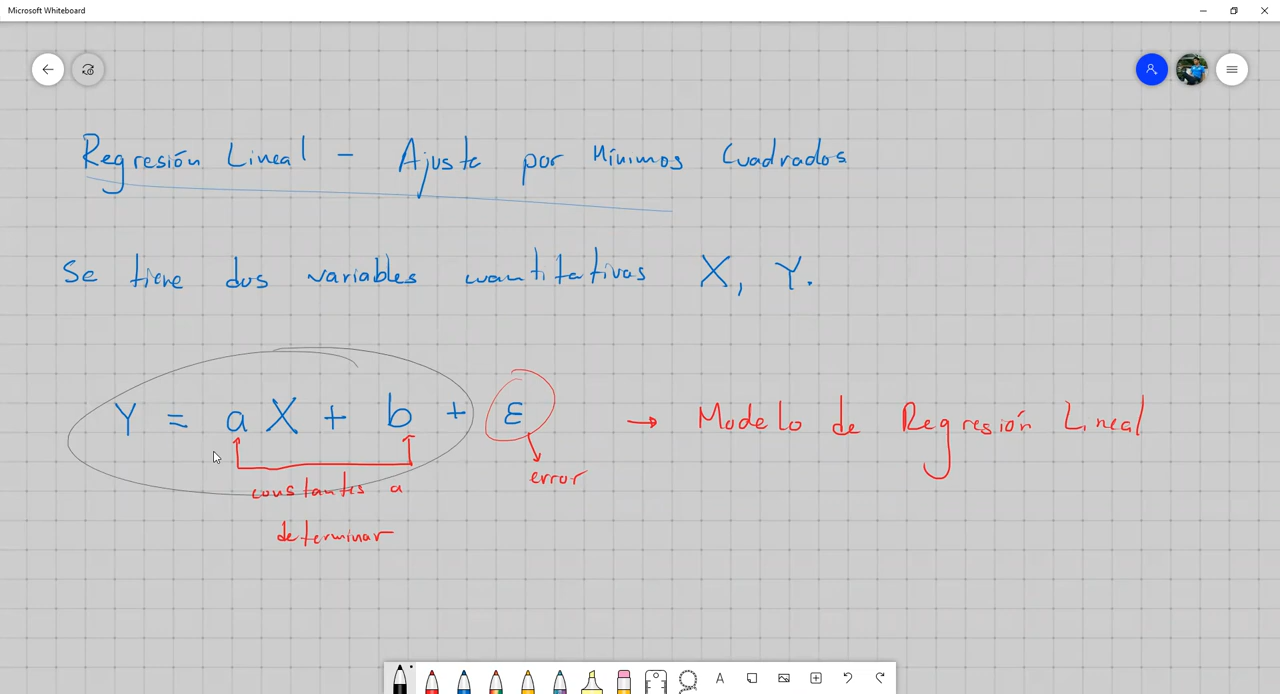 Microsoft Whiteboard
Regresión Lineal - Ajuste por Mínimos Cuadrados
Se tiene dos variables cuantitativas X, Y.
Y = a X + b + ε → Modelo de Regresión Lineal
error
constantes a
determinar
A